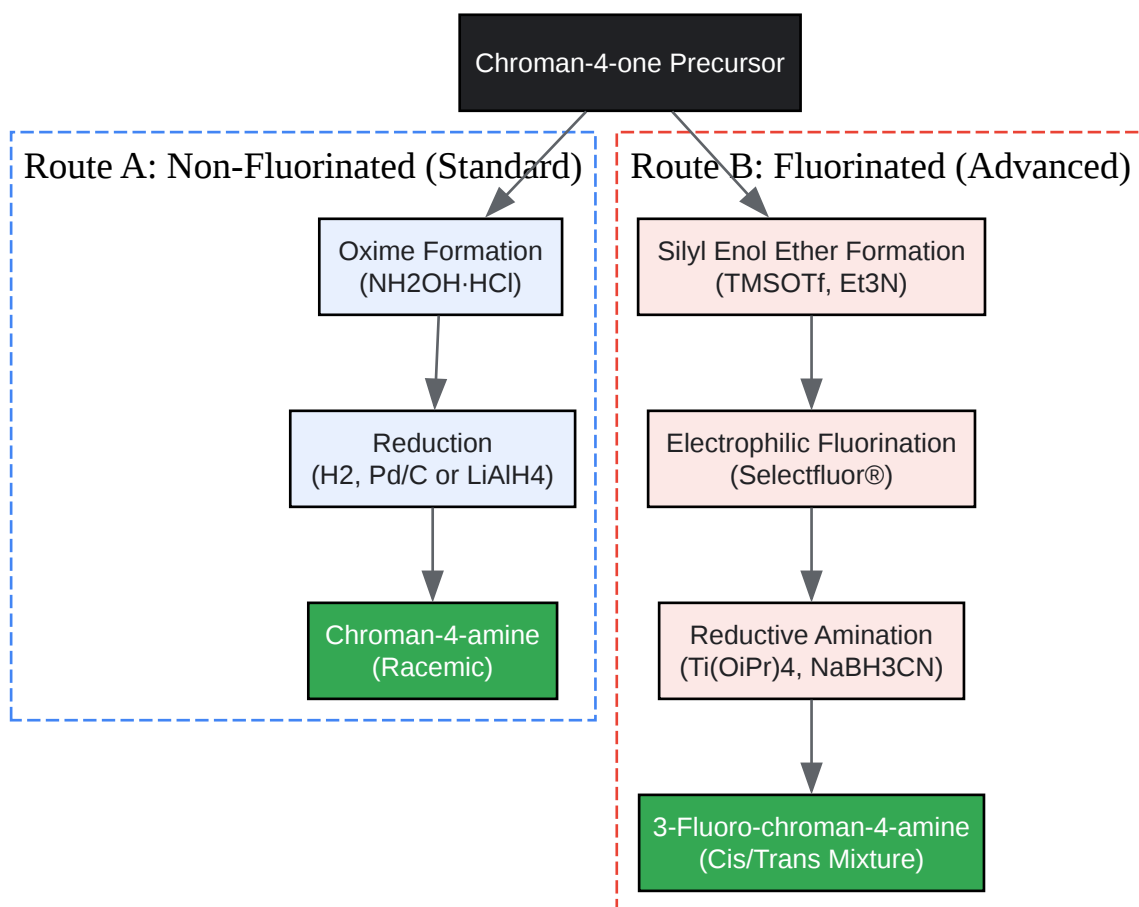 Chroman-4-one Precursor
Route A: Non-Fluorinated (Standard)
Oxime Formation
(NH2OH·HCl)
Reduction
(H2, Pd/C or LiAlH4)
Chroman-4-amine
(Racemic)
Route B: Fluorinated (Advanced)
Silyl Enol Ether Formation
(TMSOTf, Et3N)
Electrophilic Fluorination
(Selectfluor®)
Reductive Amination
(Ti(OiPr)4, NaBH3CN)
3-Fluoro-chroman-4-amine
(Cis/Trans Mixture)